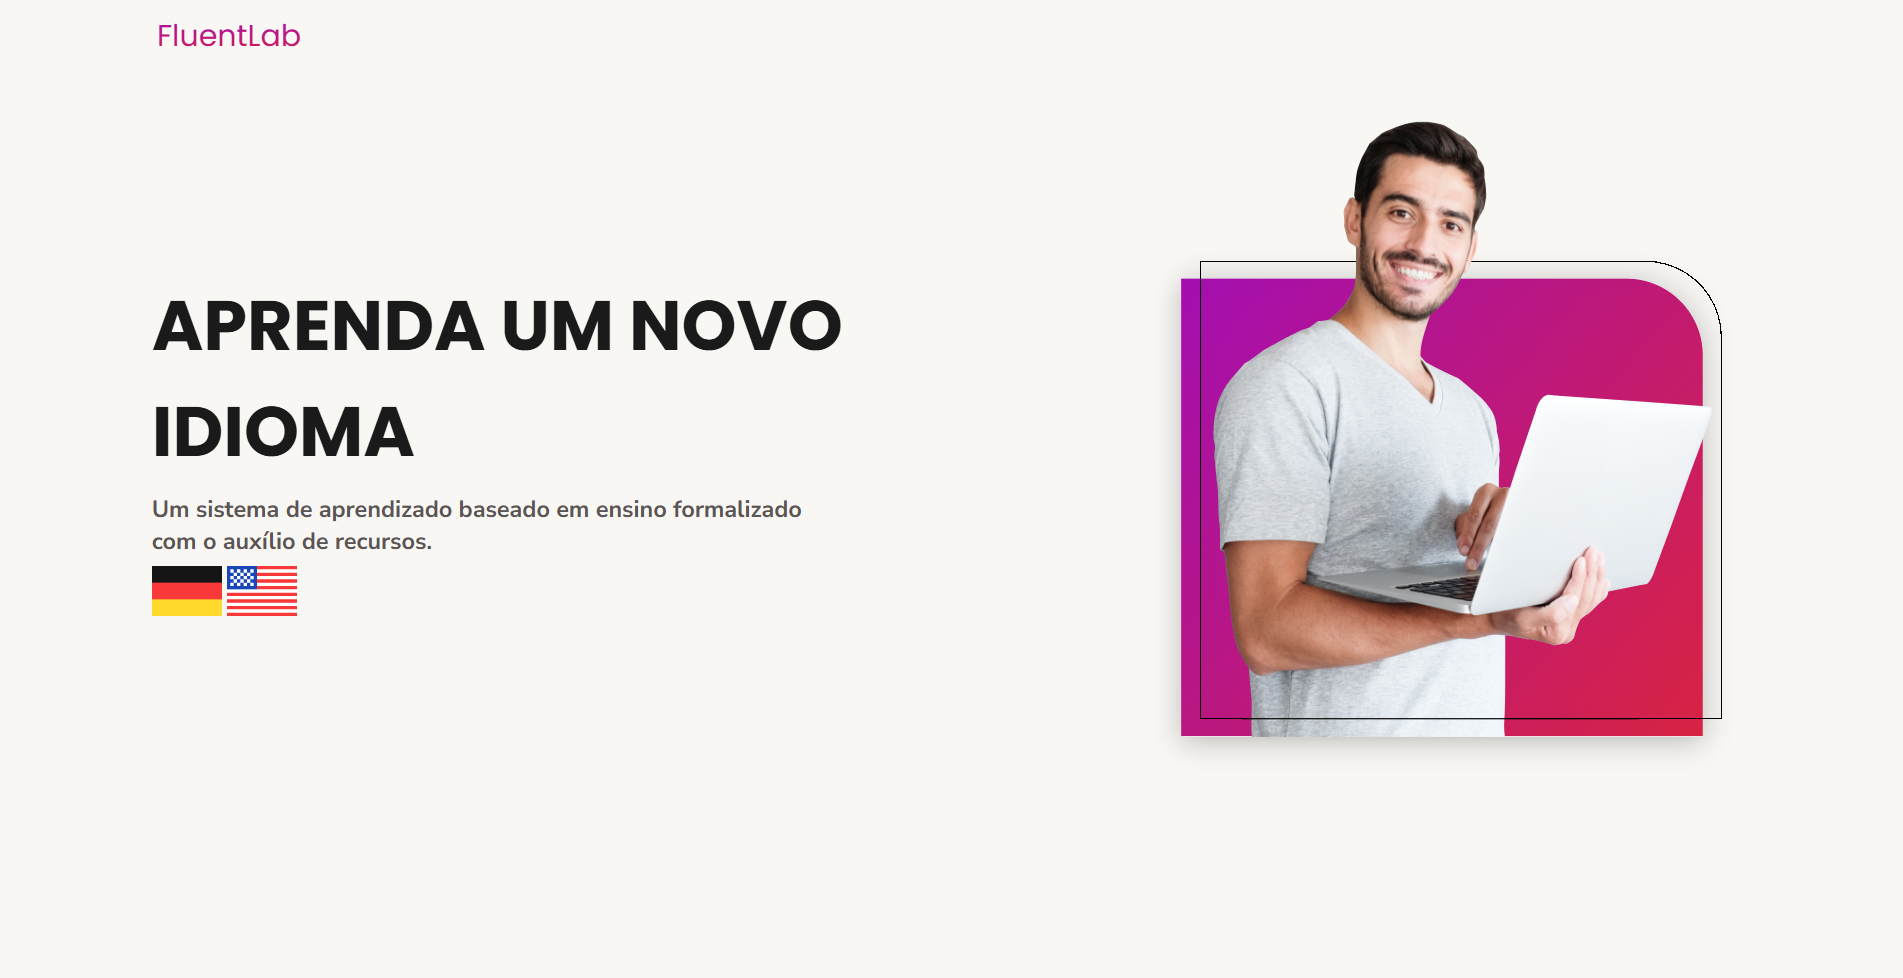 FluentLab
APRENDA UM NOVO
IDIOMA
Um sistema de aprendizado baseado em ensino formalizado
com o auxílio de recursos.